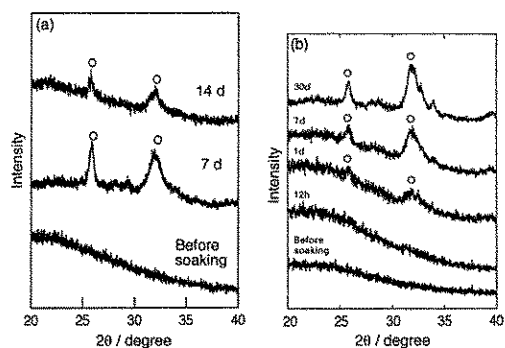 (a)
14 d
7 d
Before
soaking
Intensity
20 25 30 35 40
2θ / degree
(b)
30d
7d
1d
12h
Before
soaking
Intensity
20 25 30 35 40
2θ / degree